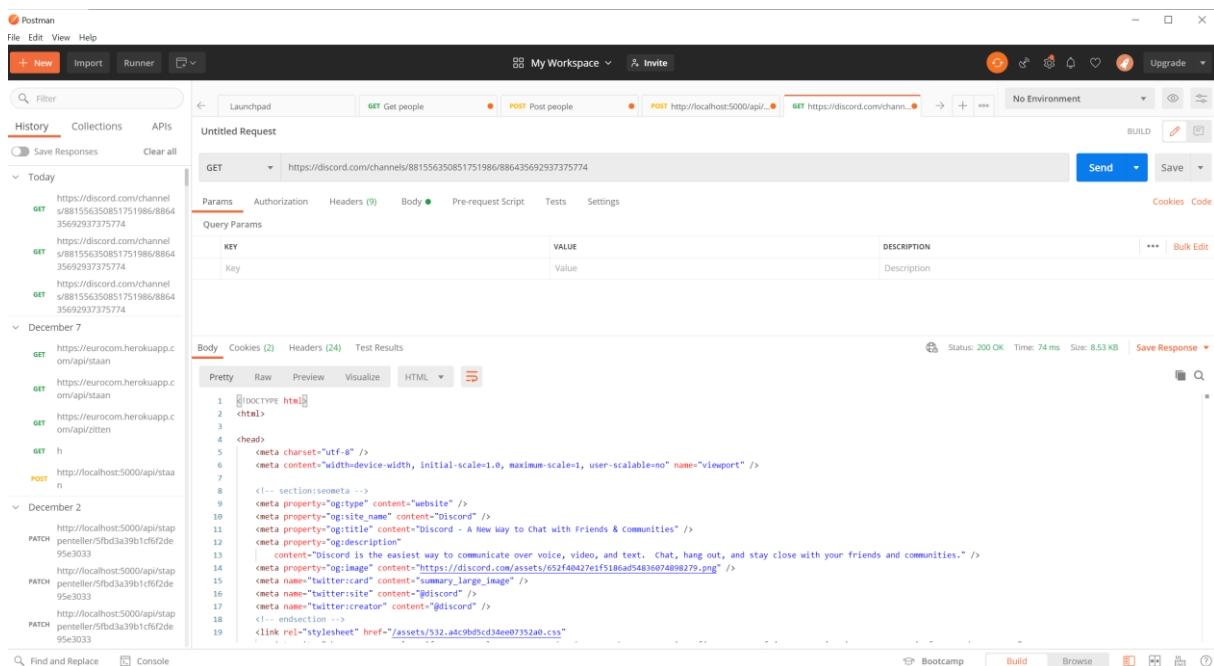 Postman
File Edit View Help
+ New Import Runner My Workspace Invite Upgrade
Filter
History Collections APIs
Save Responses Clear all
Today
GET https://discord.com/channel
s/881556350851751986/8864
35692937375774
GET https://discord.com/channel
s/881556350851751986/8864
35692937375774
GET https://discord.com/channel
s/881556350851751986/8864
35692937375774
December 7
GET https://eurocom.herokuapp.c
om/api/staan
GET https://eurocom.herokuapp.c
om/api/staan
GET https://eurocom.herokuapp.c
om/api/zitten
GET h
POST http://localhost:5000/api/staa
n
December 2
PATCH http://localhost:5000/api/stap
penteller/5fbd3a39b1cf6f2de
95e3033
PATCH http://localhost:5000/api/stap
penteller/5fbd3a39b1cf6f2de
95e3033
PATCH http://localhost:5000/api/stap
penteller/5fbd3a39b1cf6f2de
95e3033
Launchpad GET Get people POST Post people POST http://localhost:5000/api/... GET https://discord.com/chann... No Environment
Untitled Request BUILD
GET https://discord.com/channels/881556350851751986/886435692937375774 Send Save
Params Authorization Headers (9) Body Pre-request Script Tests Settings Cookies Code
Query Params
KEY VALUE DESCRIPTION Bulk Edit
Key Value Description
Body Cookies (2) Headers (24) Test Results Status: 200 OK Time: 74 ms Size: 8.53 KB Save Response
Pretty Raw Preview Visualize HTML
1 <!DOCTYPE html>
2 <html>
3
4 <head>
5 <meta charset="utf-8" />
6 <meta content="width=device-width, initial-scale=1.0, maximum-scale=1, user-scalable=no" name="viewport" />
7
8 <!-- section:seometa -->
9 <meta property="og:type" content="website" />
10 <meta property="og:site_name" content="Discord" />
11 <meta property="og:title" content="Discord - A New Way to Chat with Friends & Communities" />
12 <meta property="og:description"
13 content="Discord is the easiest way to communicate over voice, video, and text.  Chat, hang out, and stay close with your friends and communities." />
14 <meta property="og:image" content="https://discord.com/assets/652f40427e1f5186ad54836074898279.png" />
15 <meta name="twitter:card" content="summary_large_image" />
16 <meta name="twitter:site" content="@discord" />
17 <meta name="twitter:creator" content="@discord" />
18 <!-- endsection -->
19 <link rel="stylesheet" href="/assets/532.a4c9bd5cd34ee07352a0.css"
Find and Replace Console Bootcamp Build Browse